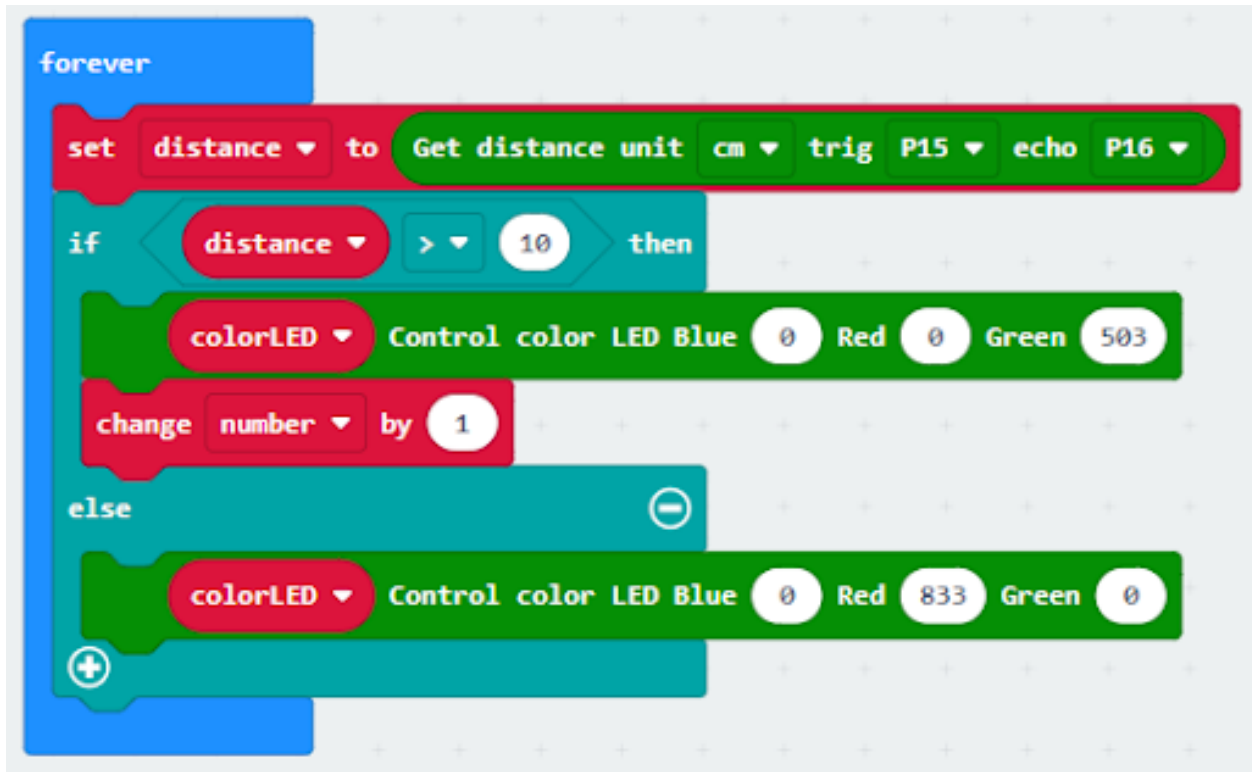 forever
set distance to Get distance unit cm trig P15 echo P16
if distance > 10 then
colorLED Control color LED Blue 0 Red 0 Green 503
change number by 1
else
colorLED Control color LED Blue 0 Red 833 Green 0